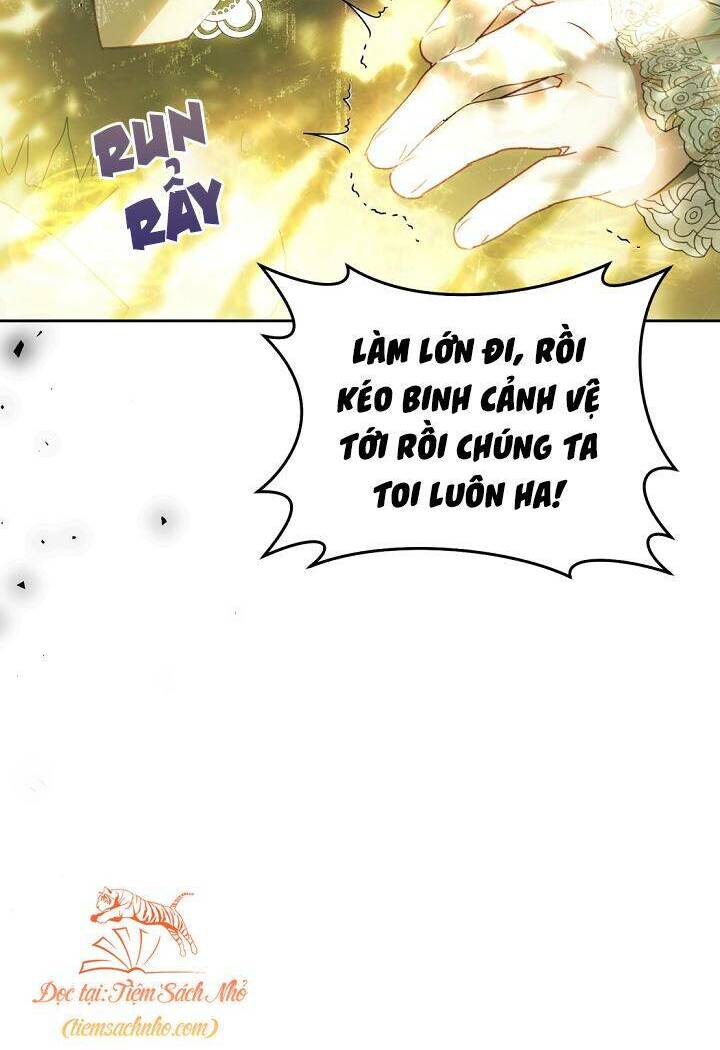 RUN
RẨY
LÀM LỚN ĐI, RỒI
KÉO BINH CẢNH VỆ
TỚI RỒI CHÚNG TA
TOI LUÔN HA!
Đọc tại: Tiệm Sách Nhỏ
(tiemsachnho.com)